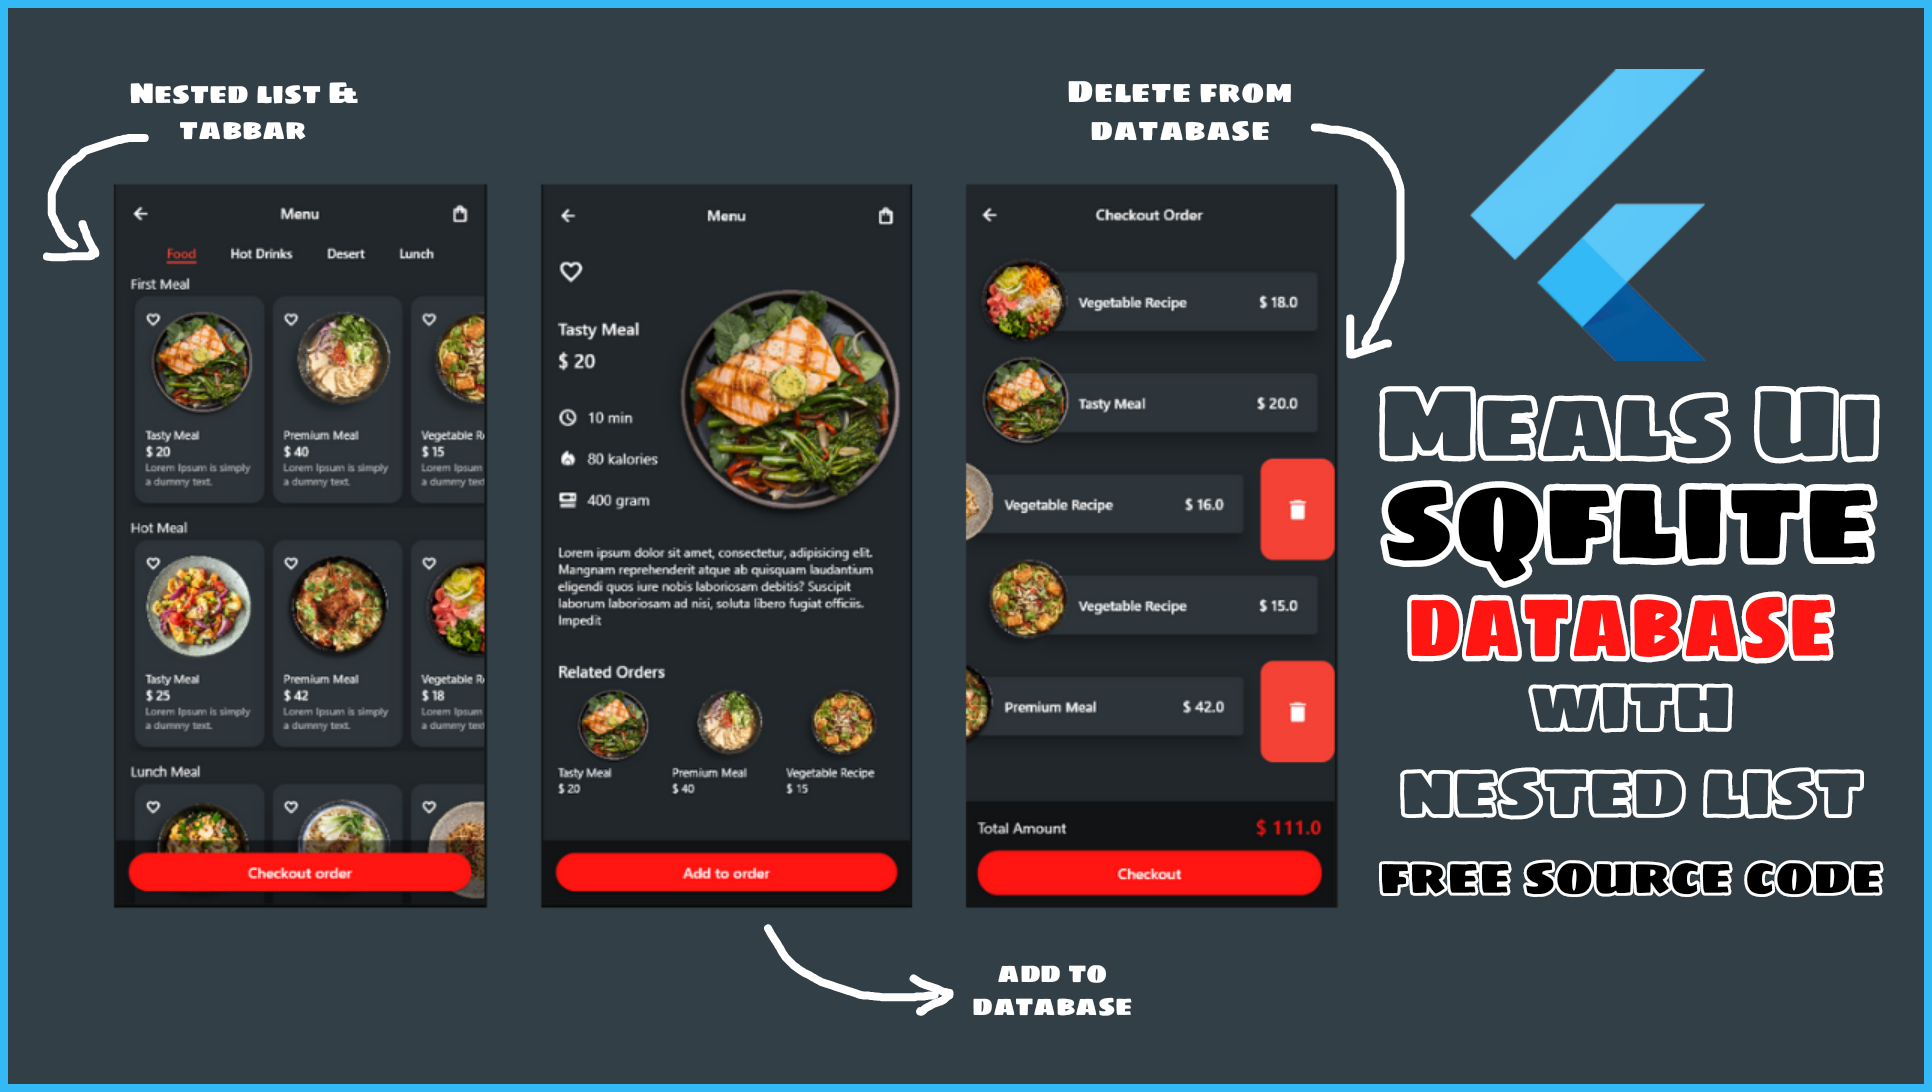 Nested list &
tabbar
Menu
Food Hot Drinks Desert Lunch
First Meal
Tasty Meal
$ 20
Lorem Ipsum is simply
a dummy text.
Premium Meal
$ 40
Lorem Ipsum is simply
a dummy text.
Vegetable R
$ 15
Lorem Ipsum
a dummy text
Hot Meal
Tasty Meal
$ 25
Lorem Ipsum is simply
a dummy text.
Premium Meal
$ 42
Lorem Ipsum is simply
a dummy text.
Vegetable R
$ 18
Lorem Ipsum
a dummy text
Lunch Meal
Checkout order
Menu
Tasty Meal
$ 20
10 min
80 kalories
400 gram
Lorem ipsum dolor sit amet, consectetur, adipisicing elit.
Mangnam reprehenderit atque ab quisquam laudantium
eligendi quos iure nobis laboriosam debitis? Suscipit
laborum laboriosam ad nisi, soluta libero fugiat officiis.
Impedit
Related Orders
Tasty Meal
$ 20
Premium Meal
$ 40
Vegetable Recipe
$ 15
Add to order
add to
database
Delete from
database
Checkout Order
Vegetable Recipe $ 18.0
Tasty Meal $ 20.0
Vegetable Recipe $ 16.0
Vegetable Recipe $ 15.0
Premium Meal $ 42.0
Total Amount $ 111.0
Checkout
Meals Ui
SQFLITE
DATABASE
with
nested list
free source code